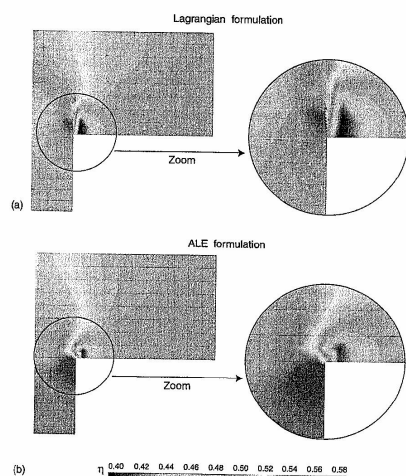 Lagrangian formulation
Zoom
(a)
ALE formulation
Zoom
(b)
η 0.40 0.42 0.44 0.46 0.48 0.50 0.52 0.54 0.56 0.58